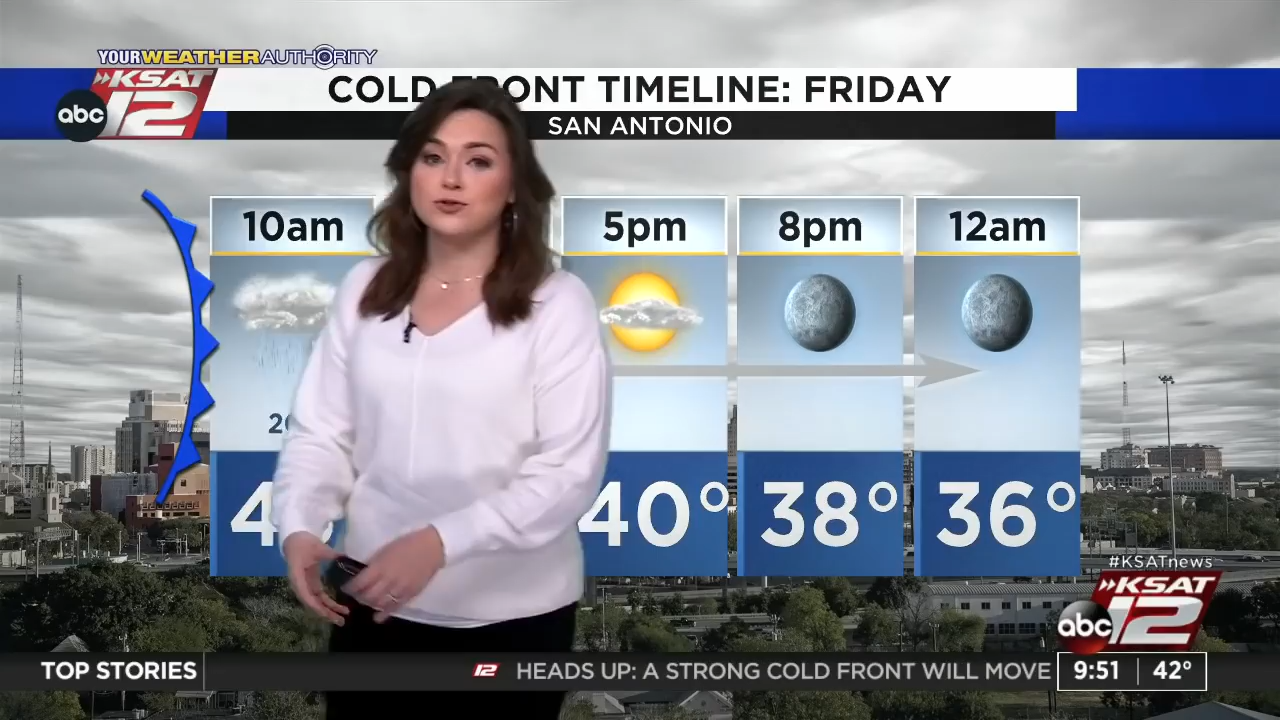 YOUR WEATHER AUTHORITY
KSAT
abc 12
COLD FRONT TIMELINE: FRIDAY
SAN ANTONIO
10am
5pm
8pm
12am
40°
38°
36°
#KSATnews
KSAT
abc 12
TOP STORIES
12 HEADS UP: A STRONG COLD FRONT WILL MOVE
9:51 42°